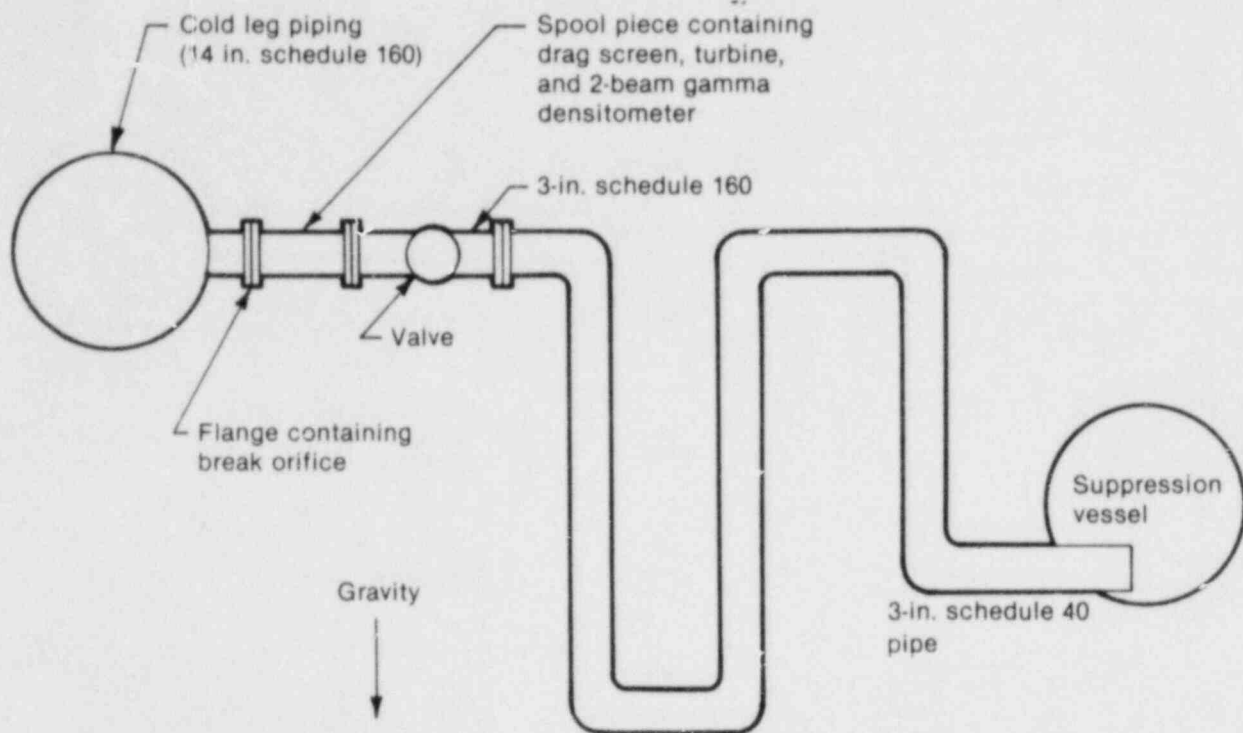 Cold leg piping
(14 in. schedule 160)
Spool piece containing
drag screen, turbine,
and 2-beam gamma
densitometer
3-in. schedule 160
Valve
Flange containing
break orifice
Suppression
vessel
Gravity
3-in. schedule 40
pipe